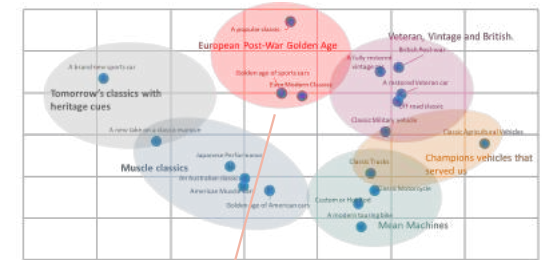 A popular classic
European Post-War Golden Age
Veteran, Vintage and British.
British Post-war
A fully restored
vintage car
A brand new sports car
Golden age of sports cars
Euro Modern Classics
A restored Veteran car
Off road classic
Tomorrow's classics with
heritage cues
Classic Military vehicle
A new take on a classic
Classic Agricultural Vehicles
Muscle classics
Japanese Performance
Classic Trucks
Champions vehicles that
served us
An Australian classic
American Muscle car
Classic Motorcycle
Golden age of American cars
Custom or Hot Rod
A modern touring bike
Mean Machines